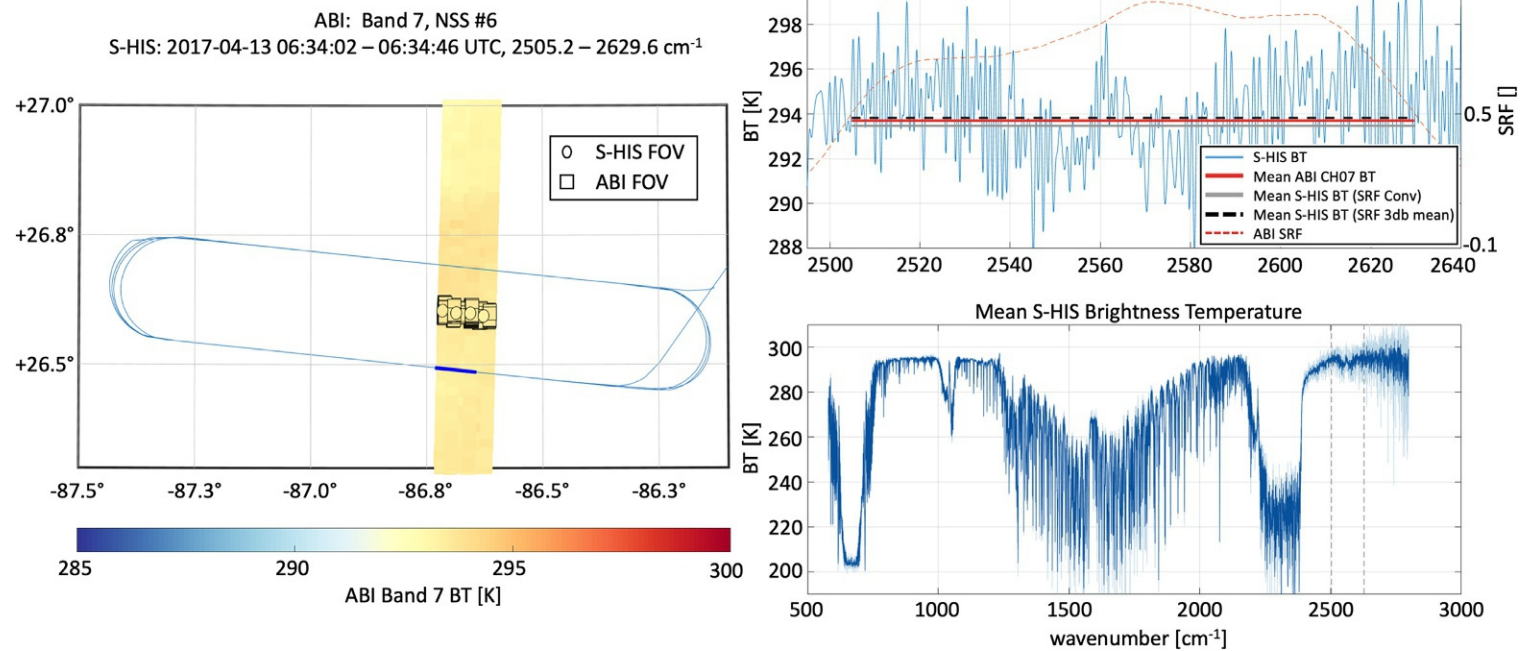 ABI: Band 7, NSS #6
S-HIS: 2017-04-13 06:34:02 – 06:34:46 UTC, 2505.2 – 2629.6 cm⁻¹
+27.0°
+26.8°
+26.5°
S-HIS FOV
ABI FOV
-87.5° -87.3° -87.0° -86.8° -86.5° -86.3°
285 290 295 300
ABI Band 7 BT [K]
298
296
294
292
290
288
BT [K]
0.5
-0.1
SRF []
S-HIS BT
Mean ABI CH07 BT
Mean S-HIS BT (SRF Conv)
Mean S-HIS BT (SRF 3db mean)
ABI SRF
2500 2520 2540 2560 2580 2600 2620 2640
Mean S-HIS Brightness Temperature
300
280
260
240
220
200
BT [K]
500 1000 1500 2000 2500 3000
wavenumber [cm⁻¹]